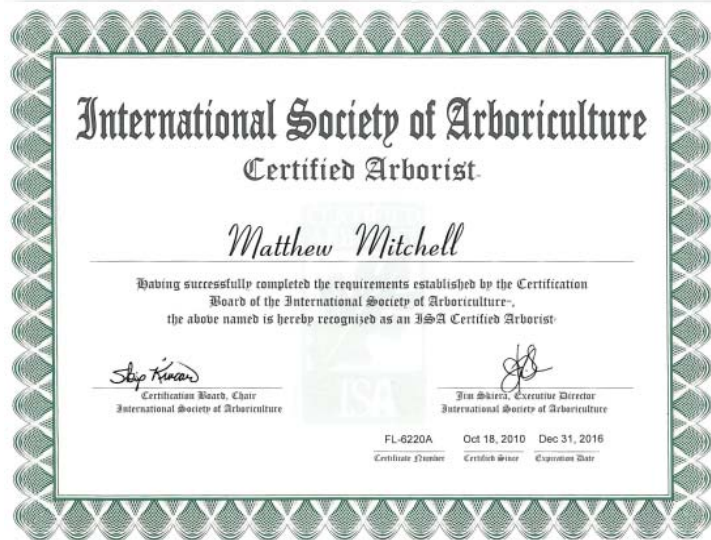 International Society of Arboriculture
Certified Arborist
Matthew Mitchell
Having successfully completed the requirements established by the Certification
Board of the International Society of Arboriculture™,
the above named is hereby recognized as an ISA Certified Arborist
ISA
Certification Board, Chair
International Society of Arboriculture
Jim Skiera, Executive Director
International Society of Arboriculture
FL-6220A Oct 18, 2010 Dec 31, 2016
Certificate Number Certified Since Expiration Date